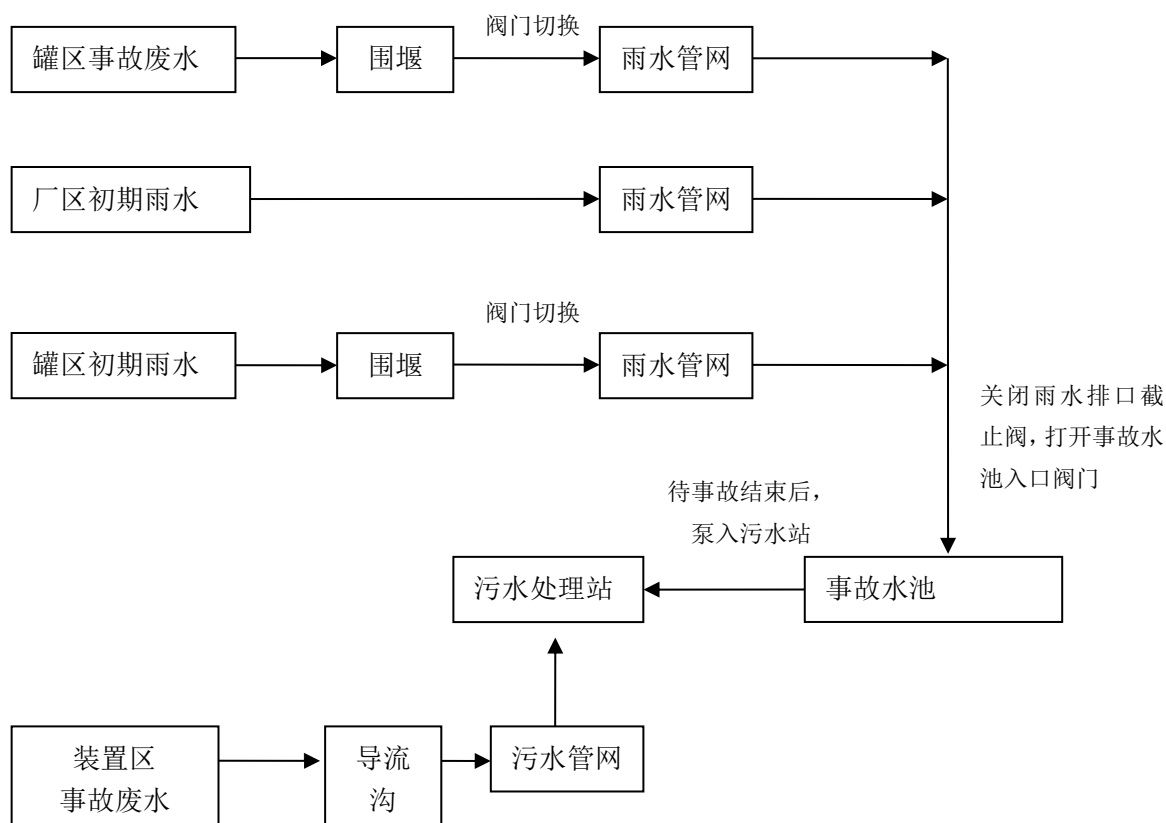 阀门切换
罐区事故废水
围堰
雨水管网
厂区初期雨水
雨水管网
阀门切换
罐区初期雨水
围堰
雨水管网
关闭雨水排口截
止阀,打开事故水
池入口阀门
待事故结束后,
泵入污水站
污水处理站
事故水池
装置区
事故废水
导流
沟
污水管网